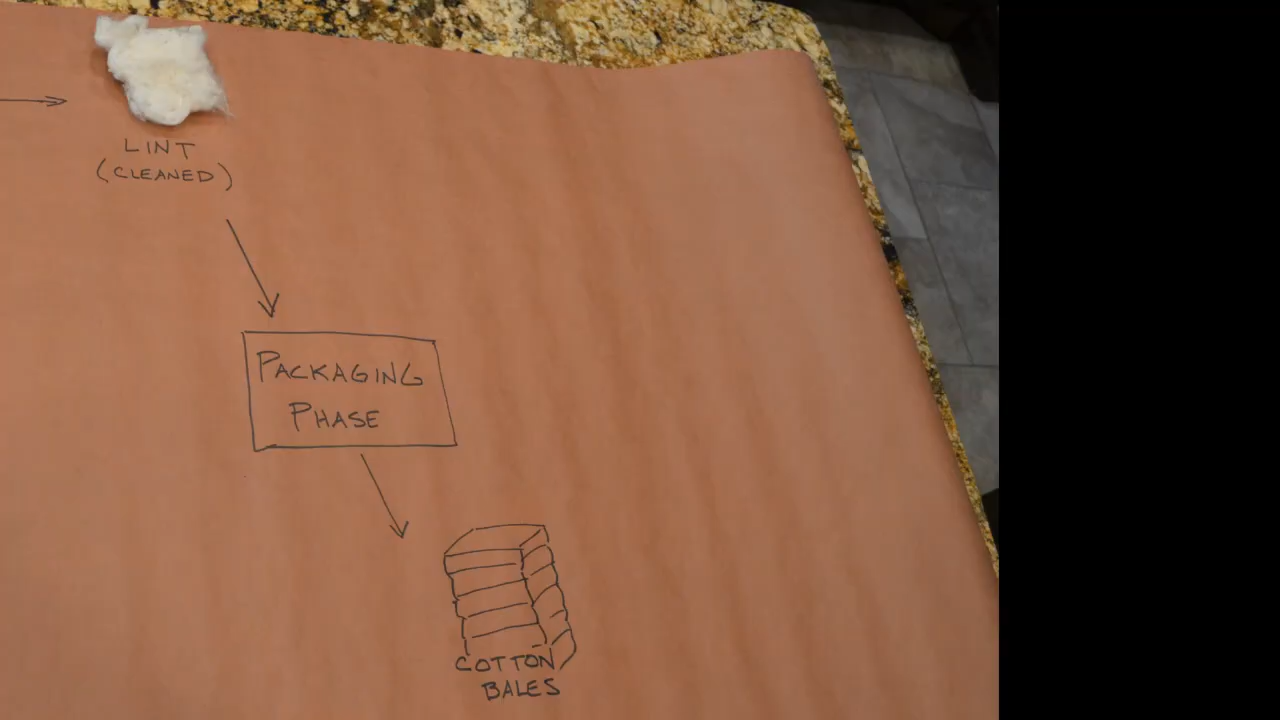 LINT
(CLEANED)
PACKAGING
PHASE
COTTON
BALES